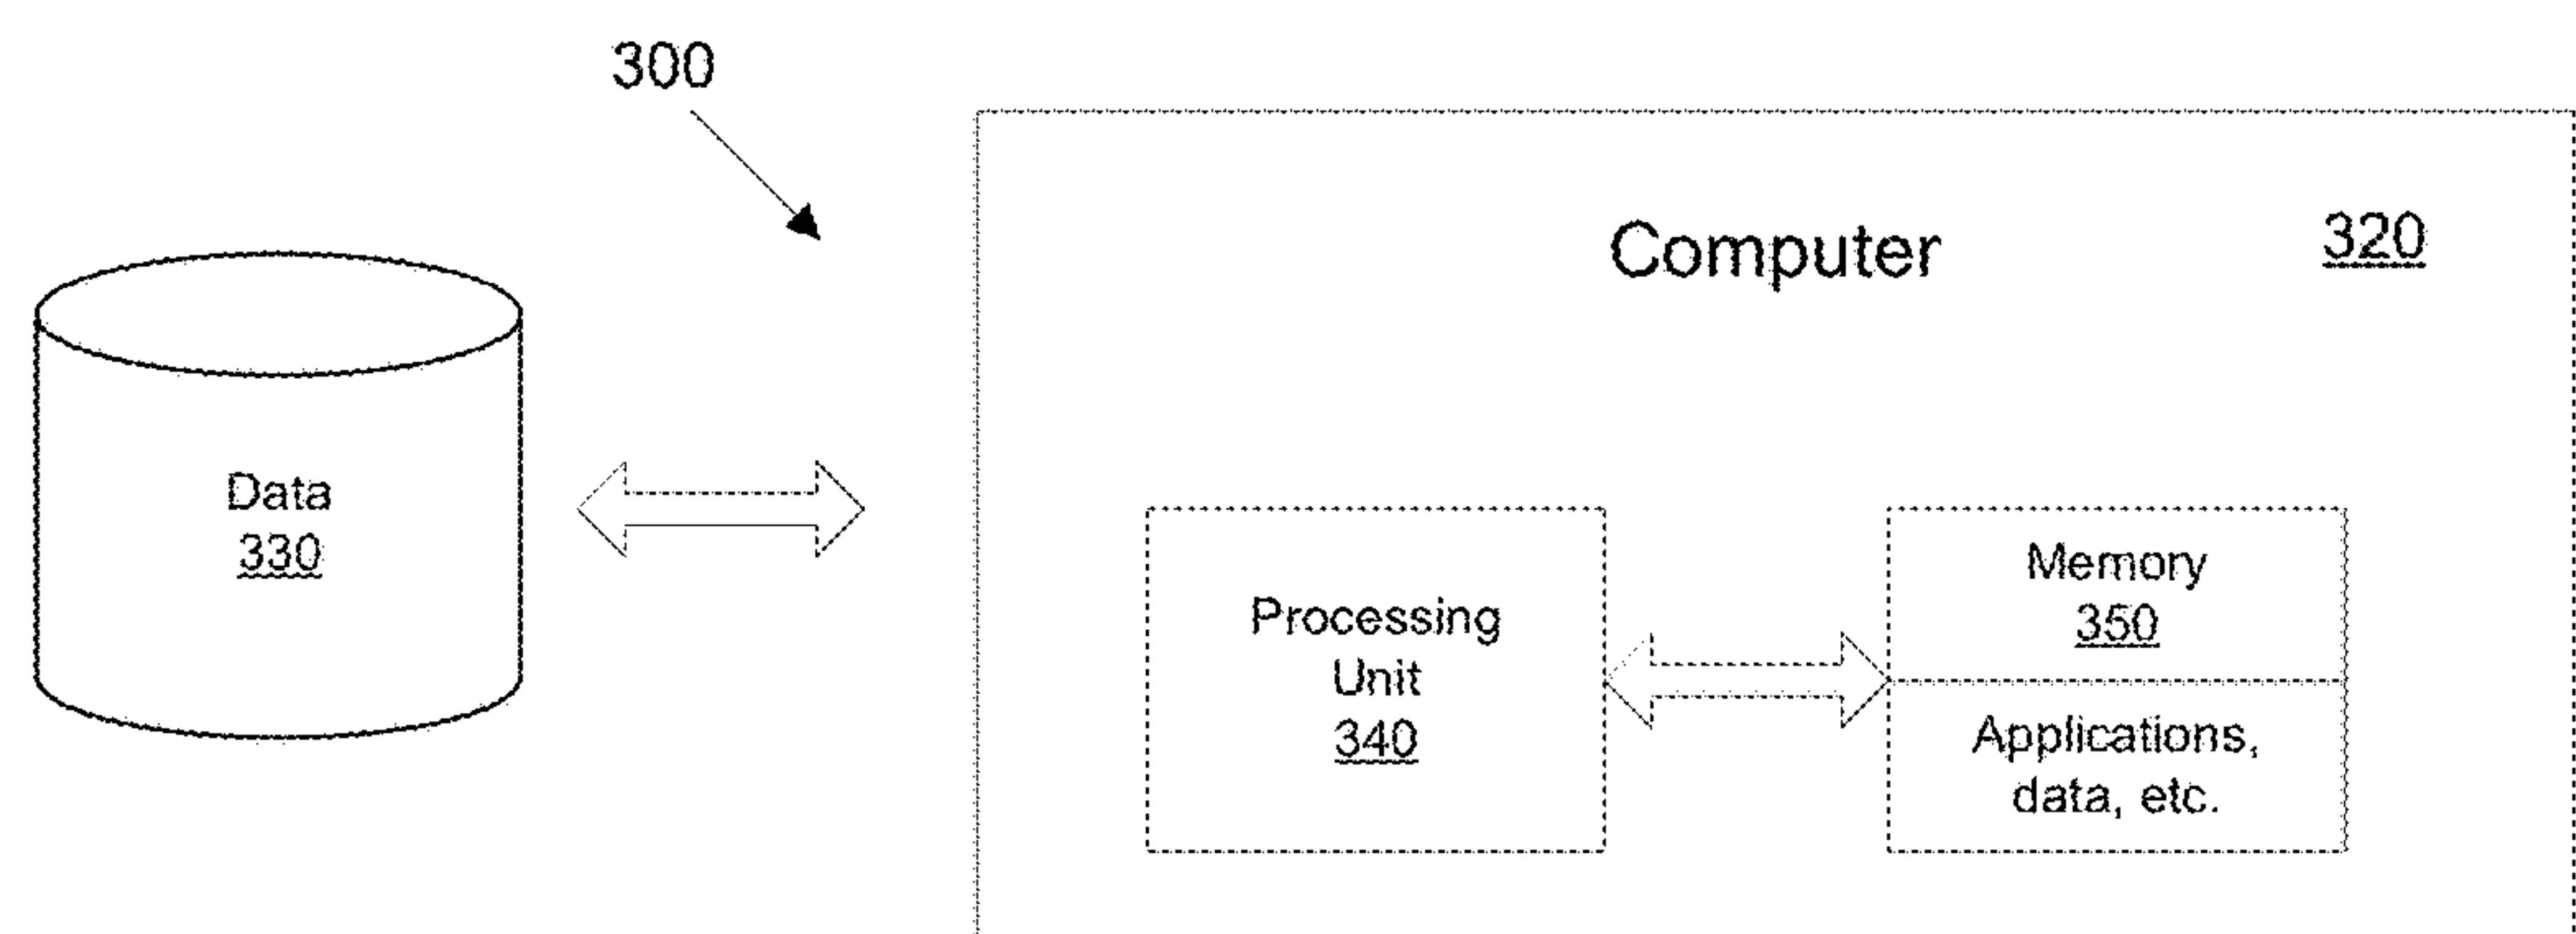 300
Computer
320
Data
330
Processing
Unit
340
Memory
350
Applications,
data, etc.